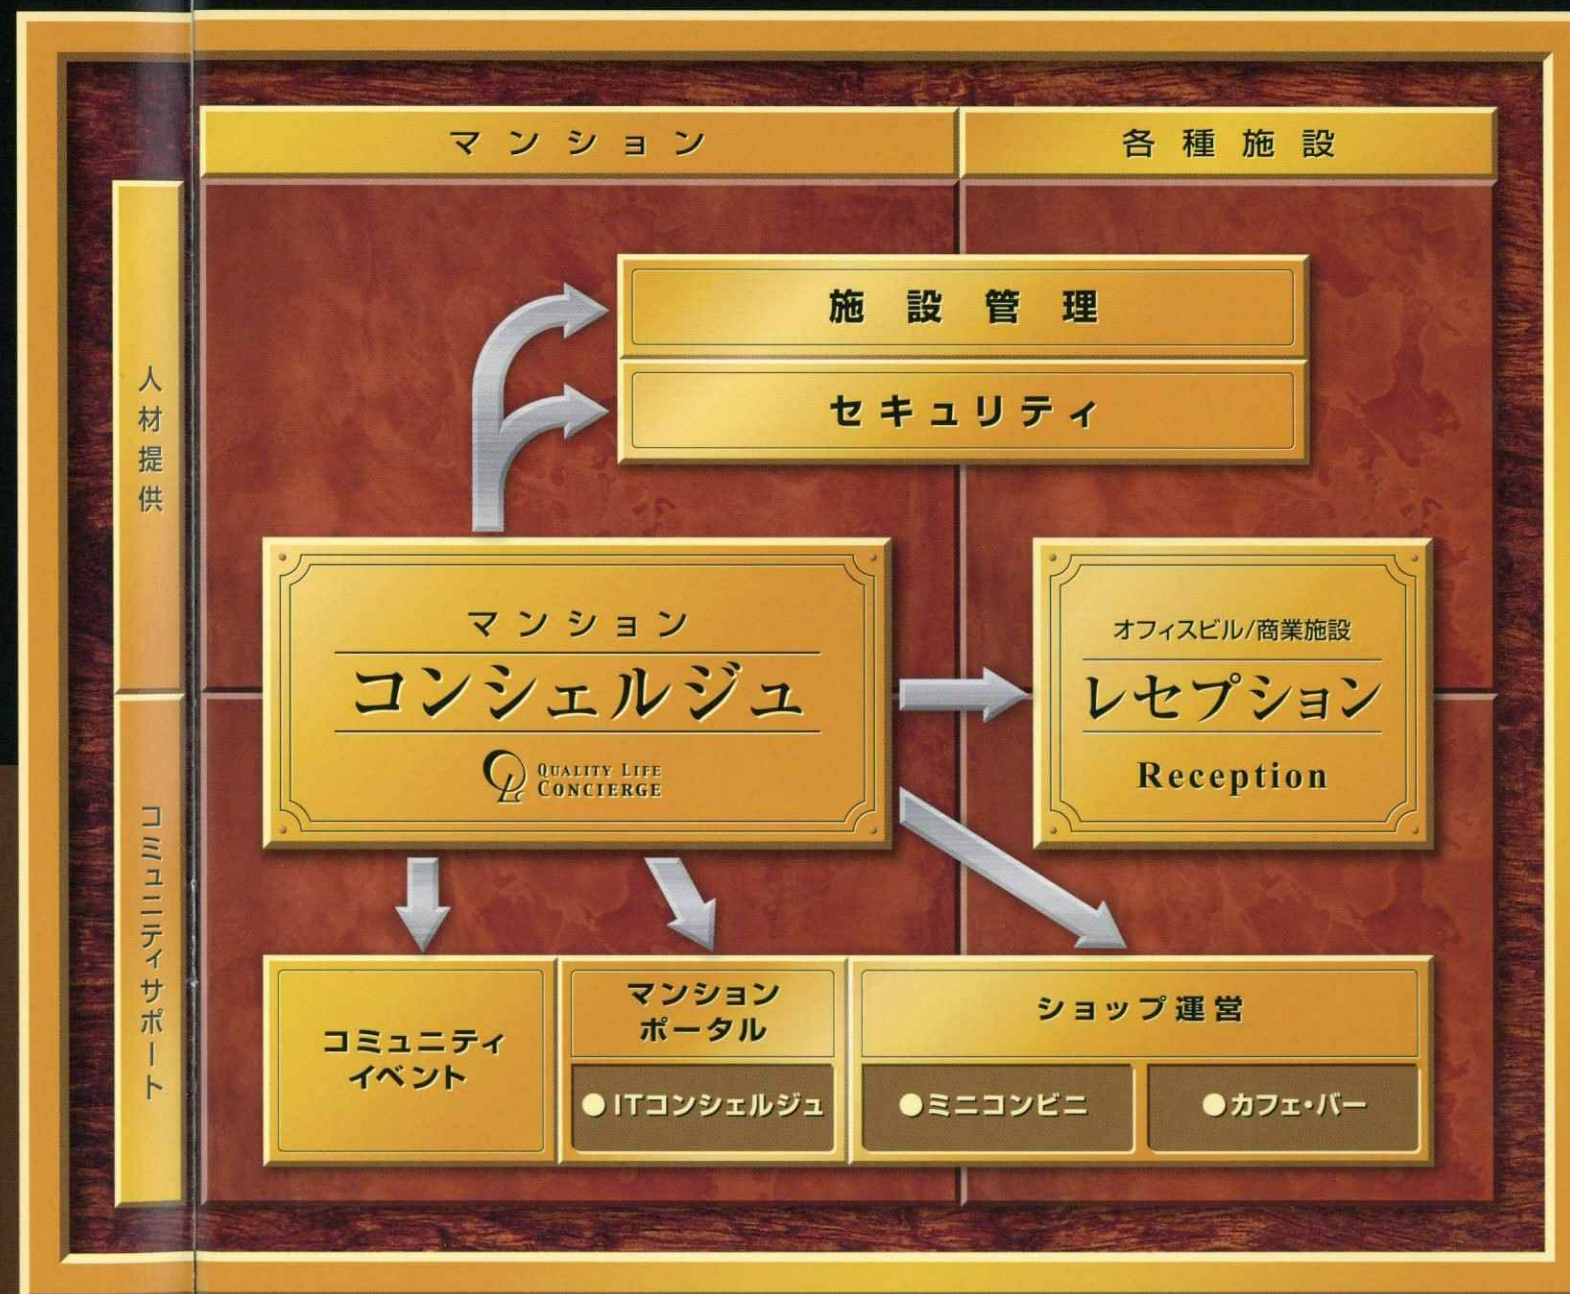 マンション
各種施設
人材提供
施設管理
セキュリティ
マンション
コンシェルジュ
QUALITY LIFE
CONCIERGE
オフィスビル/商業施設
レセプション
Reception
コミュニティサポート
コミュニティ
イベント
マンション
ポータル
●ITコンシェルジュ
ショップ運営
●ミニコンビニ
●カフェ・バー